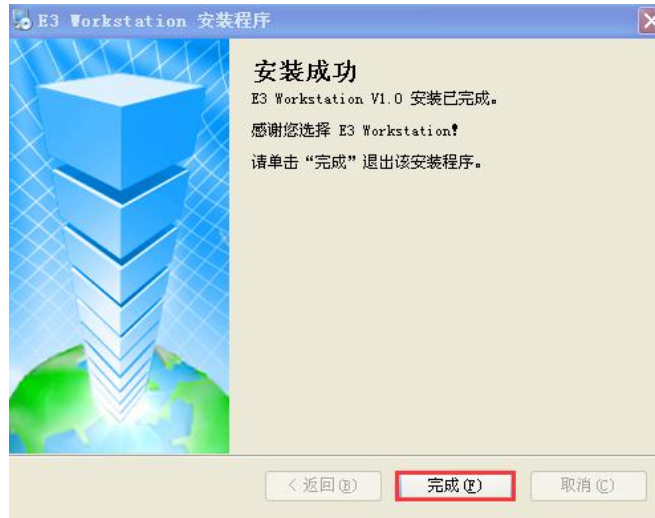 E3 Workstation 安装程序
安装成功
E3 Workstation V1.0 安装已完成。
感谢您选择 E3 Workstation!
请单击“完成”退出该安装程序。
< 返回(B)
完成(F)
取消(C)